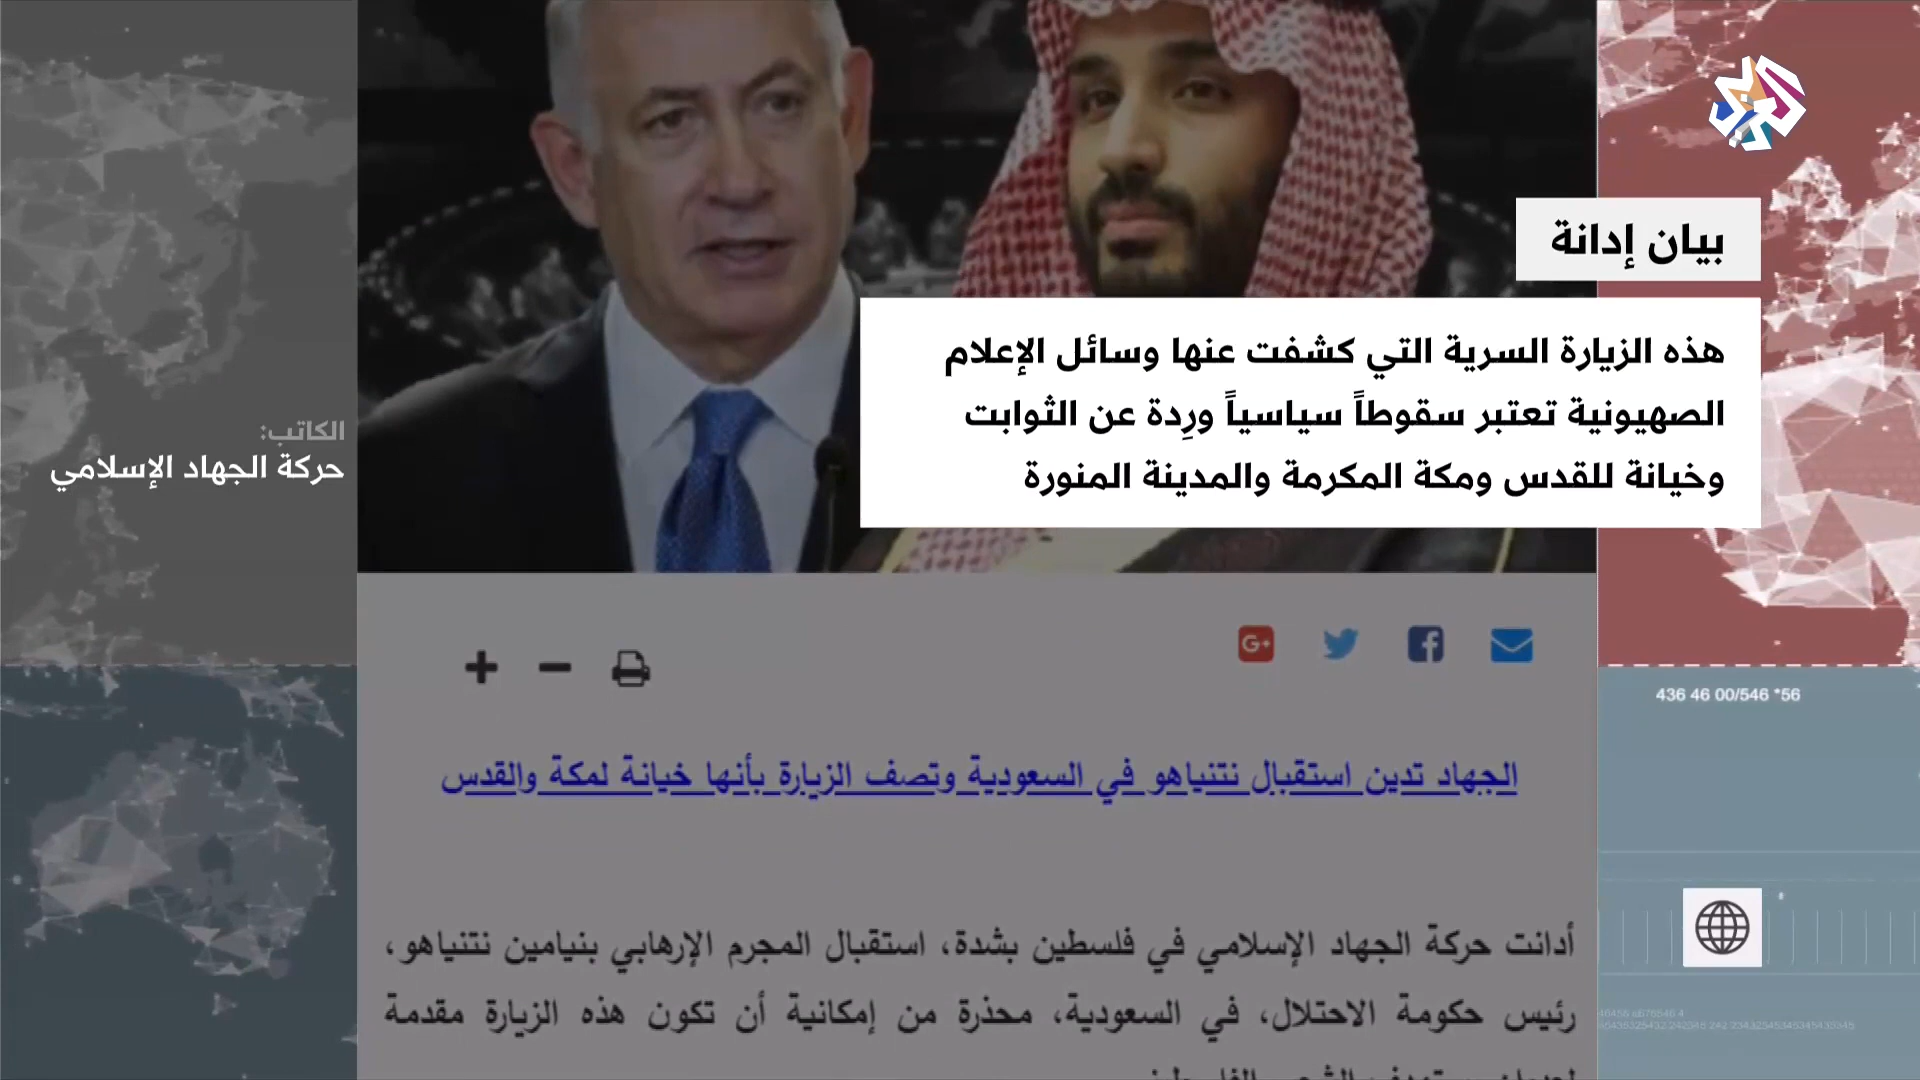 بيان إدانة
هذه الزيارة السرية التي كشفت عنها وسائل الإعلام
الصهيونية تعتبر سقوطاً سياسياً ورِدة عن الثوابت
وخيانة للقدس ومكة المكرمة والمدينة المنورة
الكاتب:
حركة الجهاد الإسلامي
G+
436 46 00/546 *56
الجهاد تدين استقبال نتنياهو في السعودية وتصف الزيارة بأنها خيانة لمكة والقدس
أدانت حركة الجهاد الإسلامي في فلسطين بشدة، استقبال المجرم الإرهابي بنيامين نتنياهو،
رئيس حكومة الاحتلال، في السعودية، محذرة من إمكانية أن تكون هذه الزيارة مقدمة